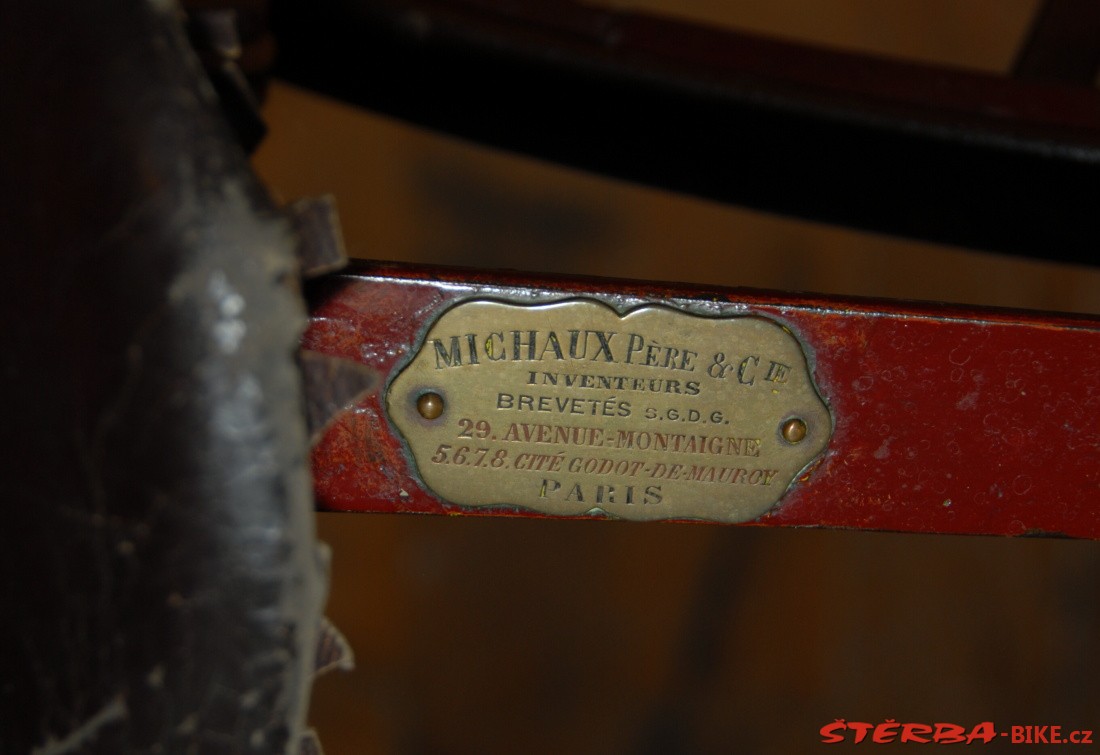 MICHAUX PÈRE & CIE
INVENTEURS
BREVETÉS S.G.D.G.
29. AVENUE-MONTAIGNE
5.6.7.8. CITÉ GODOT-DE-MAUROY
PARIS
ŠTĚRBA-BIKE.cz